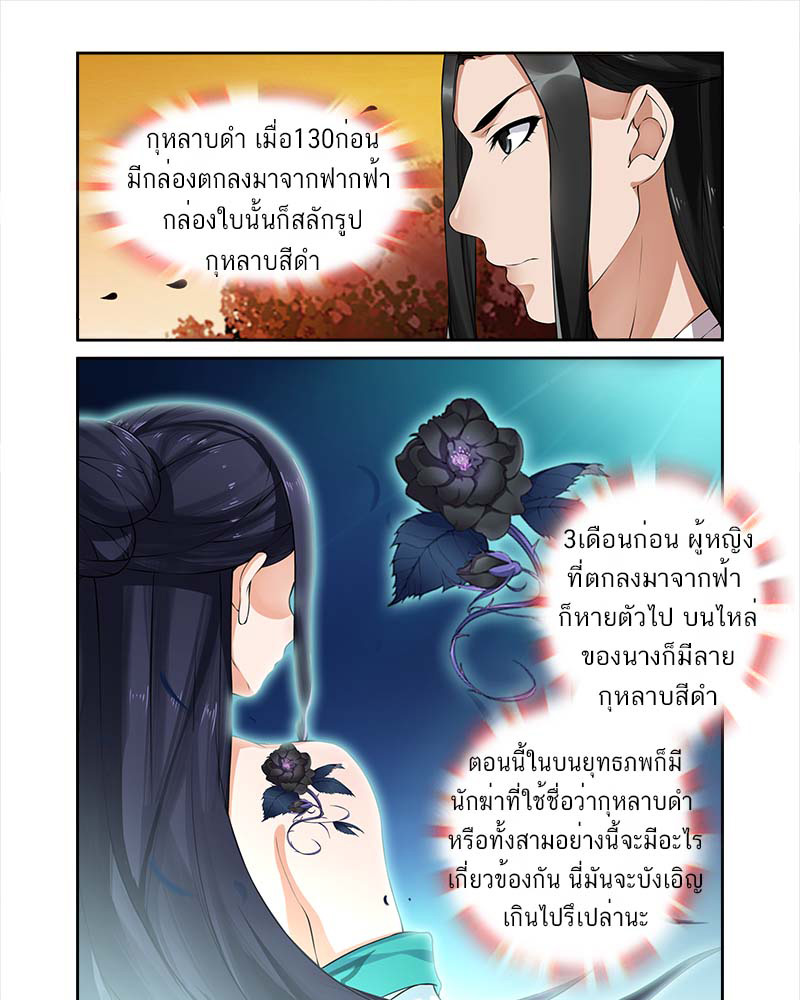 กุหลาบดำ เมื่อ130ก่อน
มีกล่องตกลงมาจากฟากฟ้า
กล่องใบนั้นก็สลักรูป
กุหลาบสีดำ
3เดือนก่อน ผู้หญิง
ที่ตกลงมาจากฟ้า
ก็หายตัวไป บนไหล่
ของนางก็มีลาย
กุหลาบสีดำ
ตอนนี้ในบนยุทธภพก็มี
นักฆ่าที่ใช้ชื่อว่ากุหลาบดำ
หรือทั้งสามอย่างนี้จะมีอะไร
เกี่ยวข้องกัน นี่มันจะบังเอิญ
เกินไปรึเปล่านะ